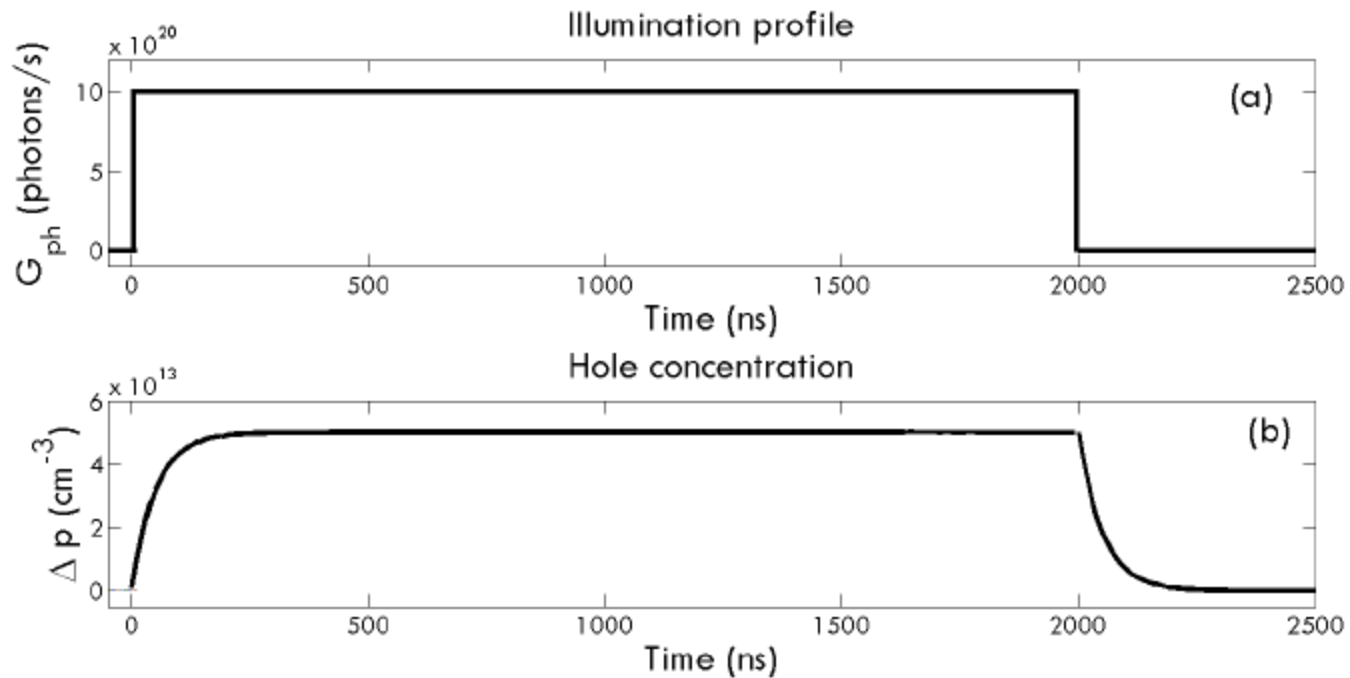 Illumination profile
x 10^20
G_ph (photons/s)
10
5
0
(a)
0 500 1000 1500 2000 2500
Time (ns)
Hole concentration
x 10^13
Δ p (cm^-3)
6
4
2
0
(b)
0 500 1000 1500 2000 2500
Time (ns)